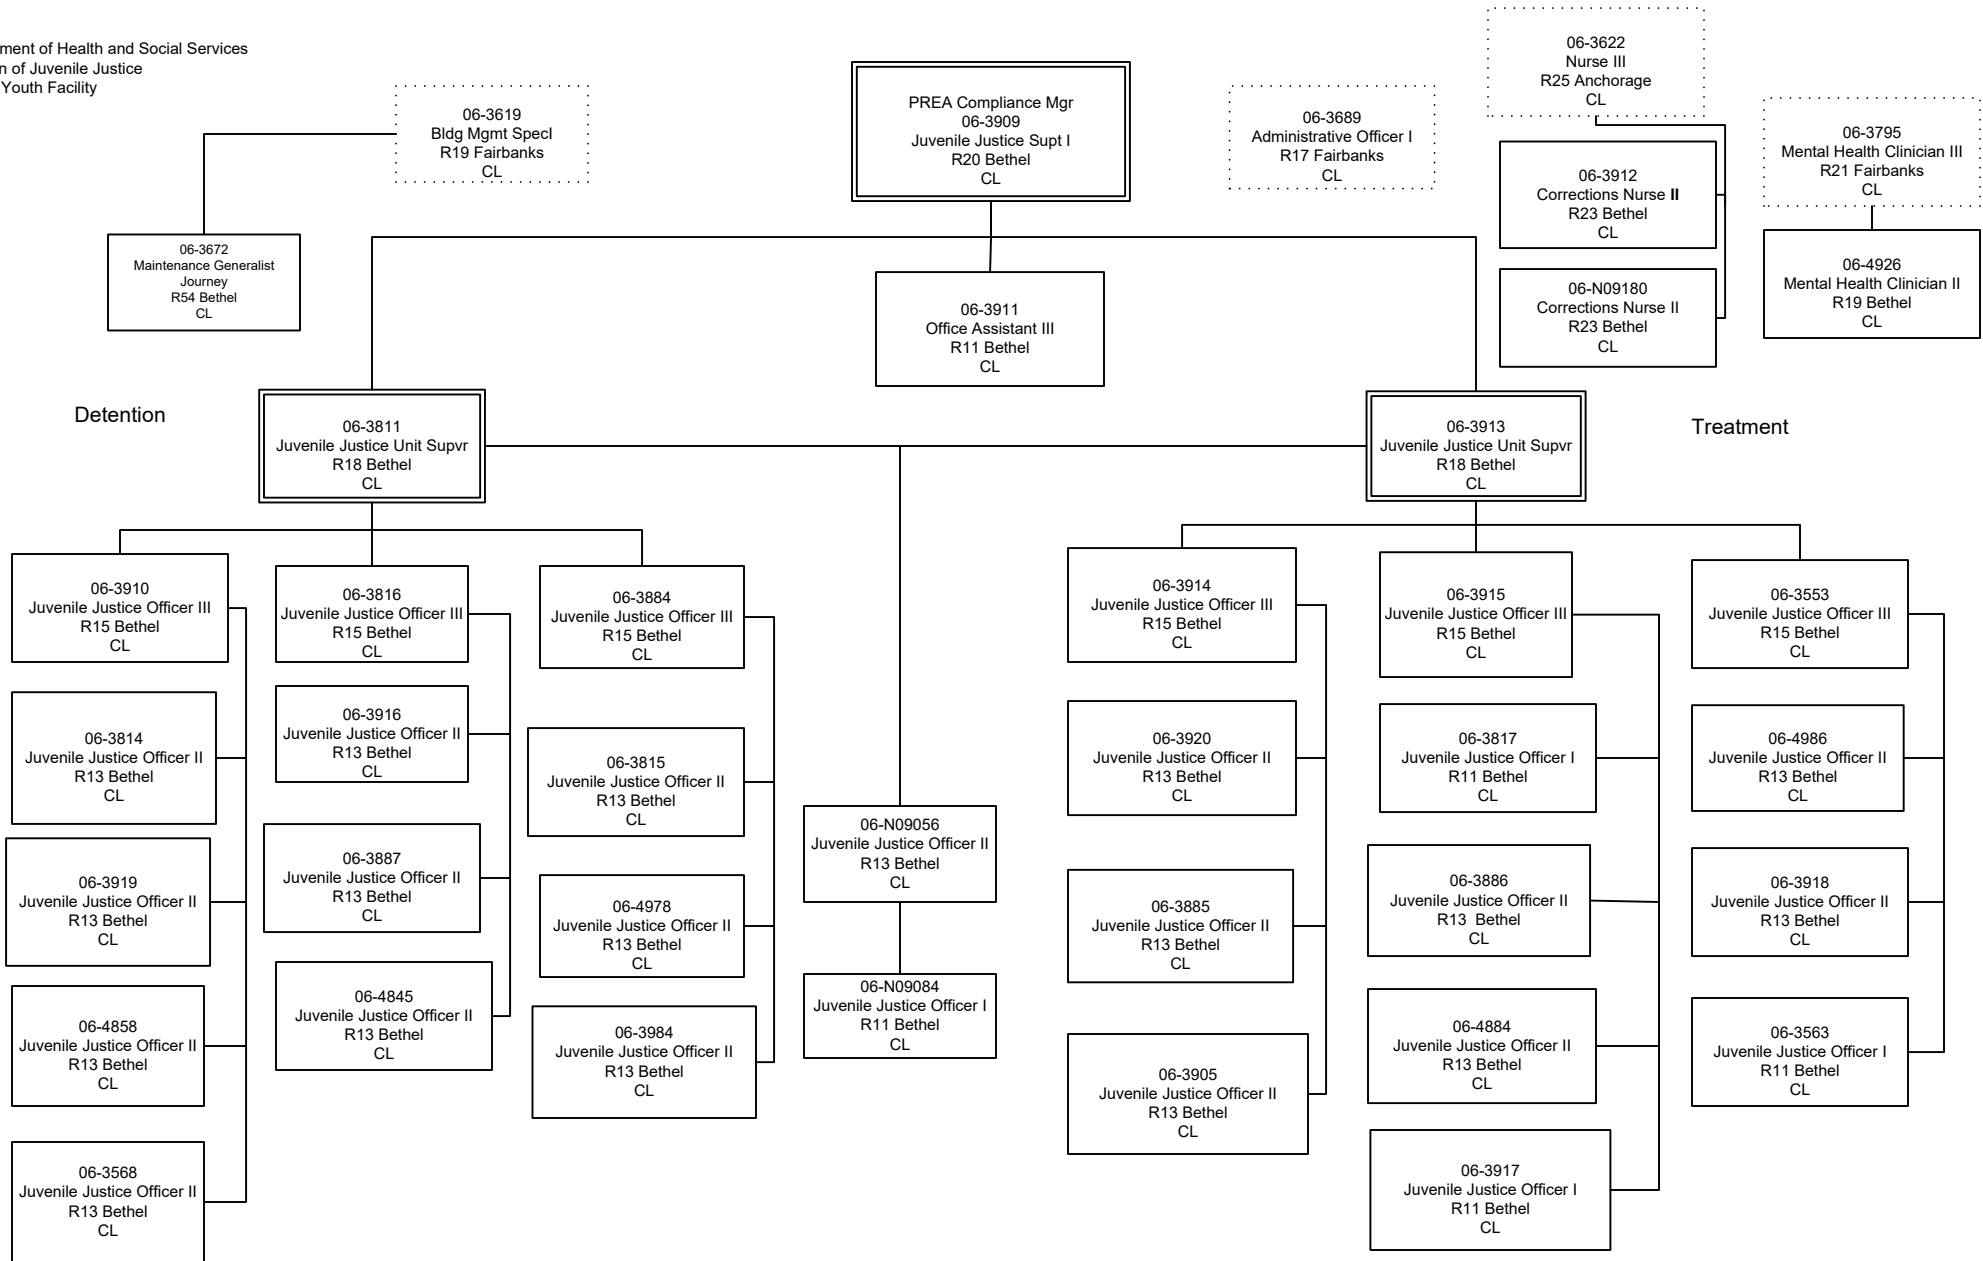 ment of Health and Social Services
n of Juvenile Justice
Youth Facility
06-3619
Bldg Mgmt Specl
R19 Fairbanks
CL
PREA Compliance Mgr
06-3909
Juvenile Justice Supt I
R20 Bethel
CL
06-3689
Administrative Officer I
R17 Fairbanks
CL
06-3622
Nurse III
R25 Anchorage
CL
06-3795
Mental Health Clinician III
R21 Fairbanks
CL
06-3672
Maintenance Generalist
Journey
R54 Bethel
CL
06-3911
Office Assistant III
R11 Bethel
CL
06-3912
Corrections Nurse II
R23 Bethel
CL
06-N09180
Corrections Nurse II
R23 Bethel
CL
06-4926
Mental Health Clinician II
R19 Bethel
CL
Detention
06-3811
Juvenile Justice Unit Supvr
R18 Bethel
CL
06-3913
Juvenile Justice Unit Supvr
R18 Bethel
CL
Treatment
06-3910
Juvenile Justice Officer III
R15 Bethel
CL
06-3814
Juvenile Justice Officer II
R13 Bethel
CL
06-3919
Juvenile Justice Officer II
R13 Bethel
CL
06-4858
Juvenile Justice Officer II
R13 Bethel
CL
06-3568
Juvenile Justice Officer II
R13 Bethel
CL
06-3816
Juvenile Justice Officer III
R15 Bethel
CL
06-3916
Juvenile Justice Officer II
R13 Bethel
CL
06-3887
Juvenile Justice Officer II
R13 Bethel
CL
06-4845
Juvenile Justice Officer II
R13 Bethel
CL
06-3884
Juvenile Justice Officer III
R15 Bethel
CL
06-3815
Juvenile Justice Officer II
R13 Bethel
CL
06-4978
Juvenile Justice Officer II
R13 Bethel
CL
06-3984
Juvenile Justice Officer II
R13 Bethel
CL
06-N09056
Juvenile Justice Officer II
R13 Bethel
CL
06-N09084
Juvenile Justice Officer I
R11 Bethel
CL
06-3914
Juvenile Justice Officer III
R15 Bethel
CL
06-3920
Juvenile Justice Officer II
R13 Bethel
CL
06-3885
Juvenile Justice Officer II
R13 Bethel
CL
06-3905
Juvenile Justice Officer II
R13 Bethel
CL
06-3915
Juvenile Justice Officer III
R15 Bethel
CL
06-3817
Juvenile Justice Officer I
R11 Bethel
CL
06-3886
Juvenile Justice Officer II
R13  Bethel
CL
06-4884
Juvenile Justice Officer II
R13 Bethel
CL
06-3917
Juvenile Justice Officer I
R11 Bethel
CL
06-3553
Juvenile Justice Officer III
R15 Bethel
CL
06-4986
Juvenile Justice Officer II
R13 Bethel
CL
06-3918
Juvenile Justice Officer II
R13 Bethel
CL
06-3563
Juvenile Justice Officer I
R11 Bethel
CL